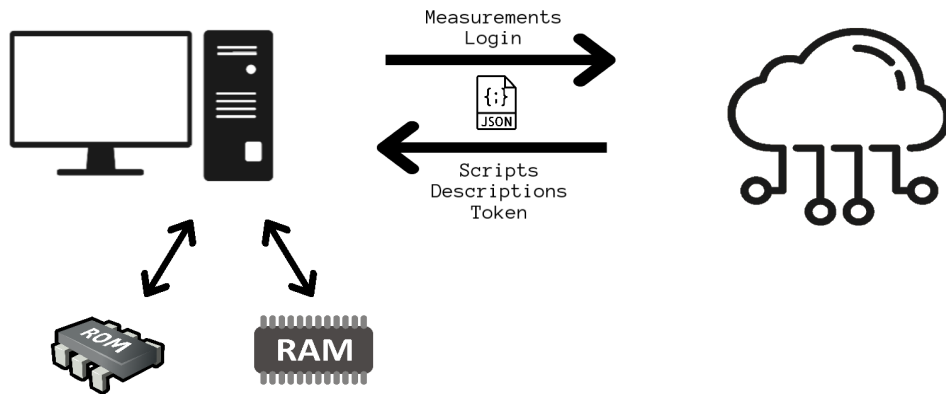 Measurements
Login
{;}
JSON
Scripts
Descriptions
Token
ROM
RAM